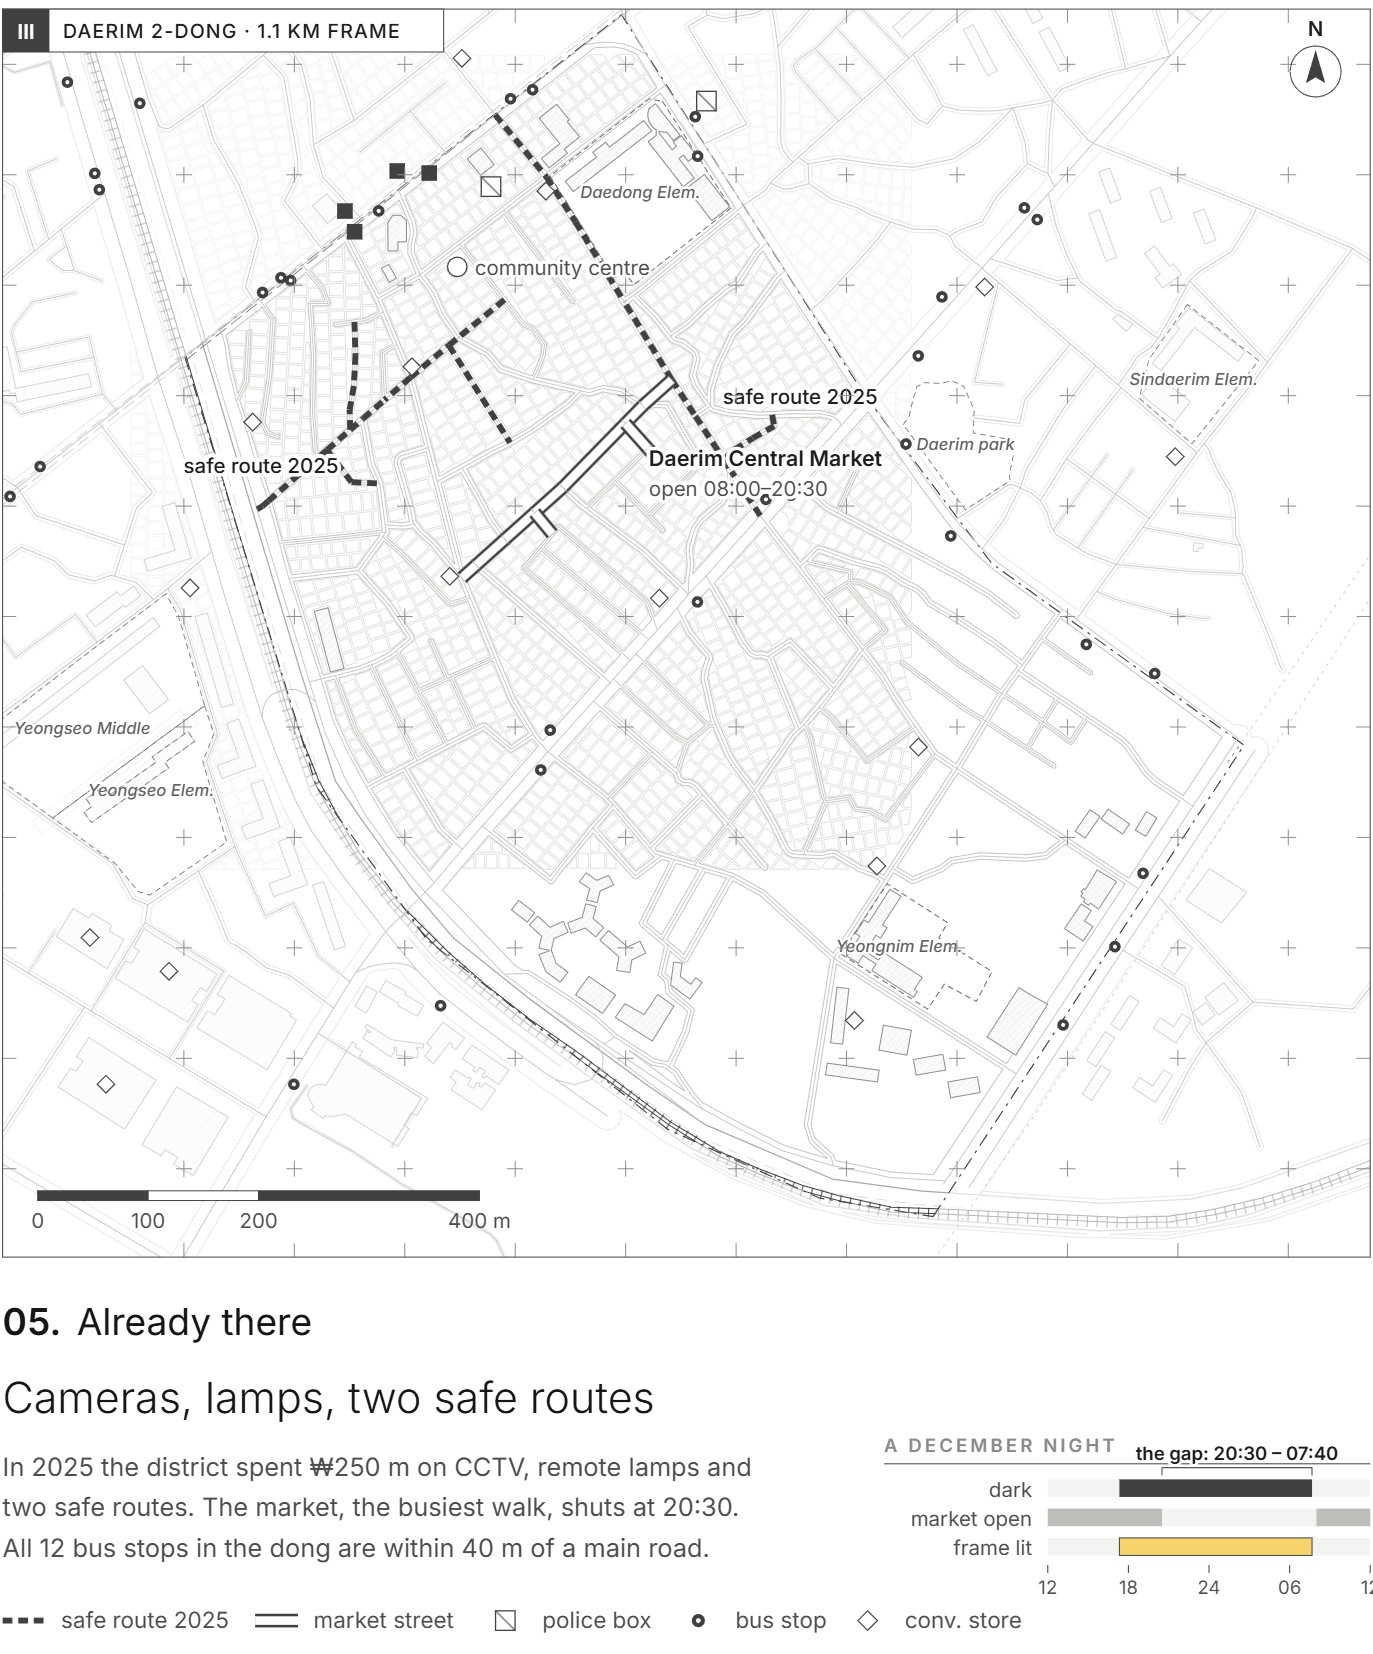 III DAERIM 2-DONG · 1.1 KM FRAME
N
Daedong Elem.
community centre
Sindaerim Elem.
safe route 2025
Daerim park
Daerim Central Market
safe route 2025
open 08:00–20:30
Yeongseo Middle
Yeongseo Elem.
Yeongnim Elem.
0 100 200 400 m
05. Already there
Cameras, lamps, two safe routes
In 2025 the district spent ₩250 m on CCTV, remote lamps and
two safe routes. The market, the busiest walk, shuts at 20:30.
All 12 bus stops in the dong are within 40 m of a main road.
A DECEMBER NIGHT the gap: 20:30 – 07:40
dark
market open
frame lit
12 18 24 06 12
safe route 2025 market street police box bus stop conv. store